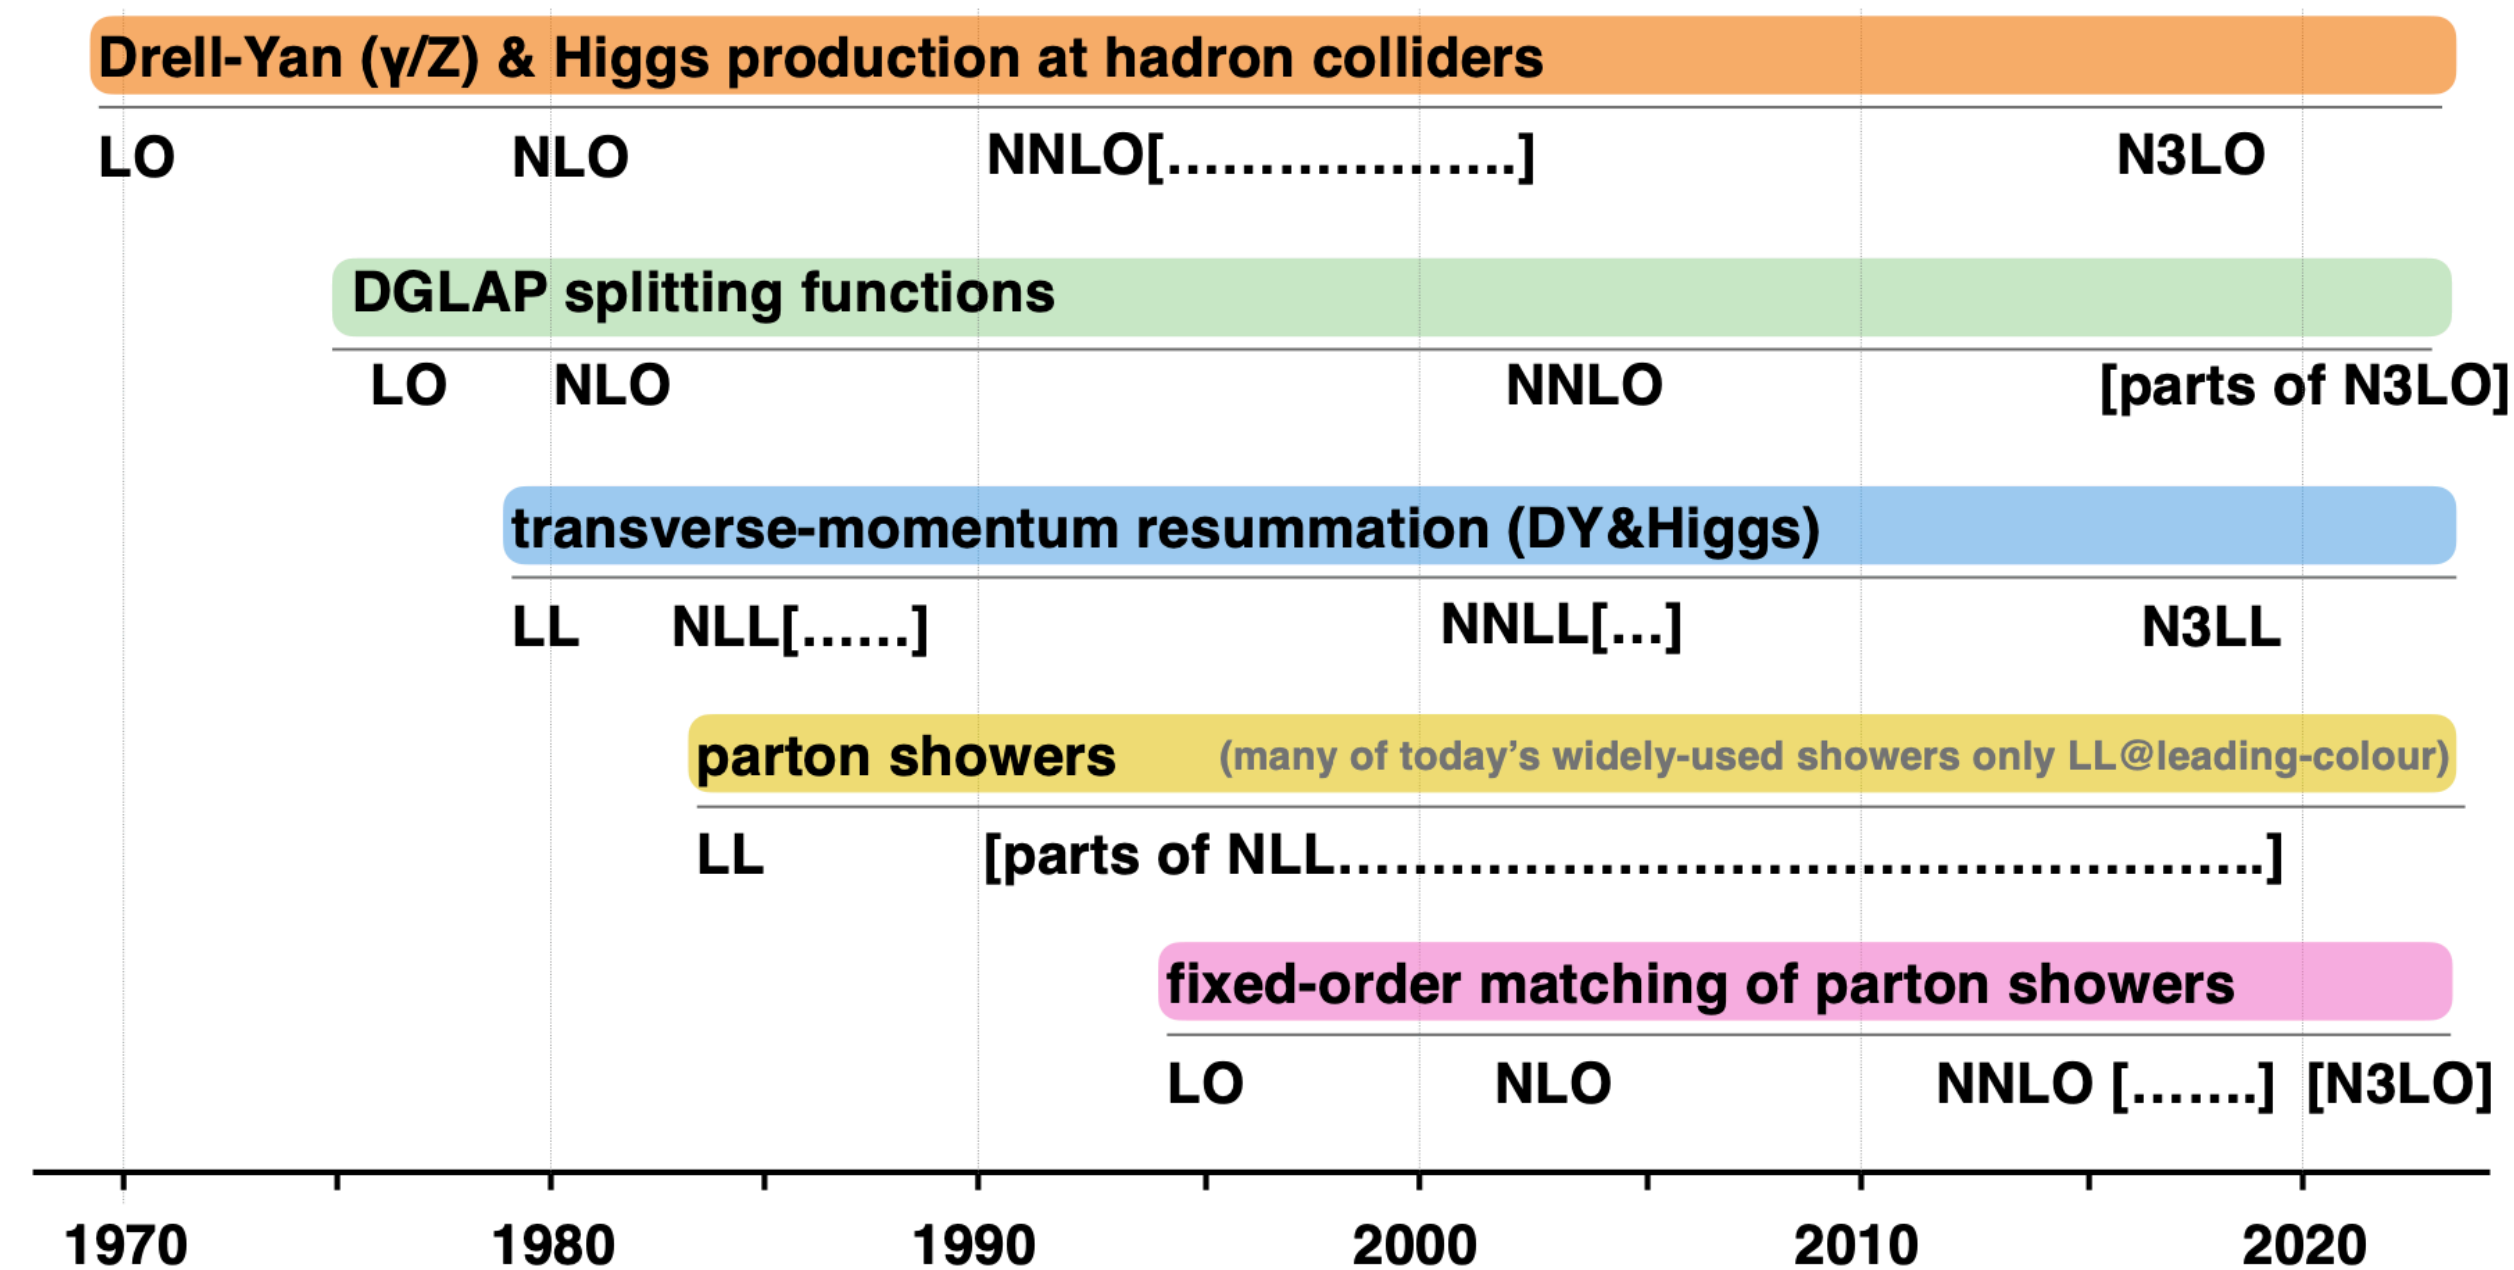 Drell-Yan (γ/Z) & Higgs production at hadron colliders
LO NLO NNLO[...................] N3LO
DGLAP splitting functions
LO NLO NNLO [parts of N3LO]
transverse-momentum resummation (DY&Higgs)
LL NLL[......] NNLL[...] N3LL
parton showers (many of today's widely-used showers only LL@leading-colour)
LL [parts of NLL.................................................]
fixed-order matching of parton showers
LO NLO NNLO [.......] [N3LO]
1970 1980 1990 2000 2010 2020